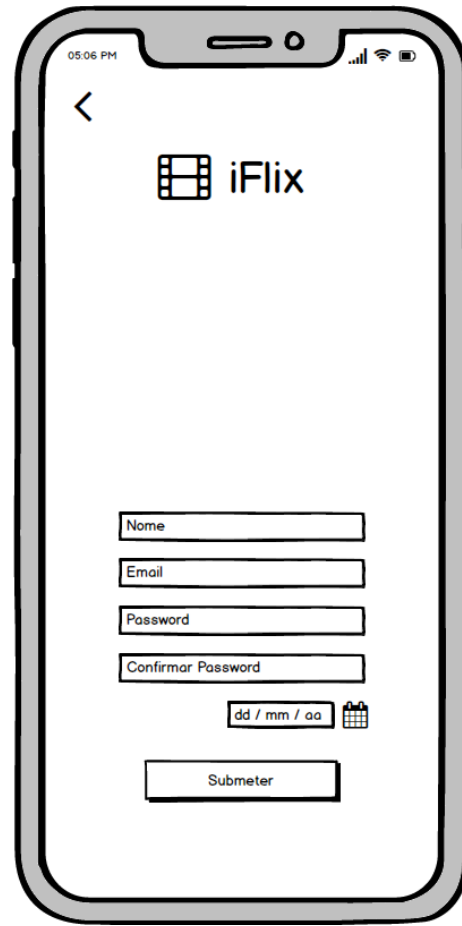 05:06 PM
iFlix
Nome
Email
Password
Confirmar Password
dd / mm / aa
Submeter